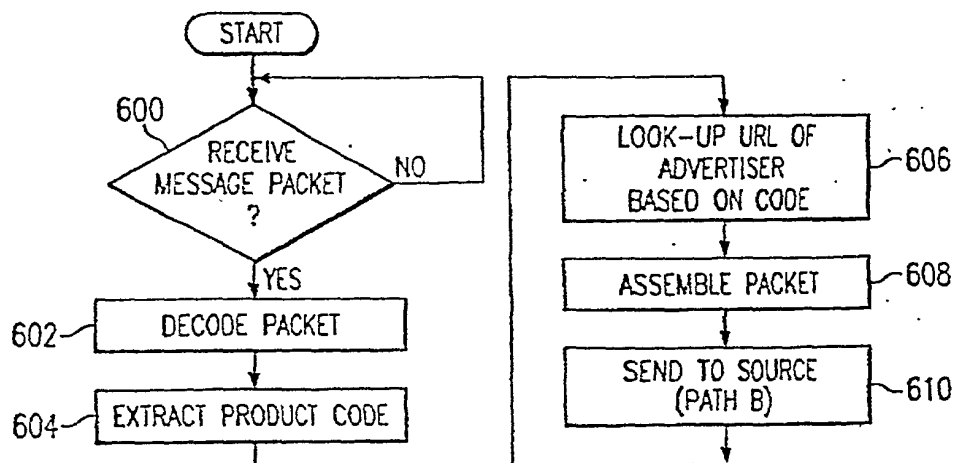 START
600
RECEIVE
MESSAGE PACKET
?
NO
YES
602
DECODE PACKET
604
EXTRACT PRODUCT CODE
LOOK-UP URL OF
ADVERTISER
BASED ON CODE
606
ASSEMBLE PACKET
608
SEND TO SOURCE
(PATH B)
610